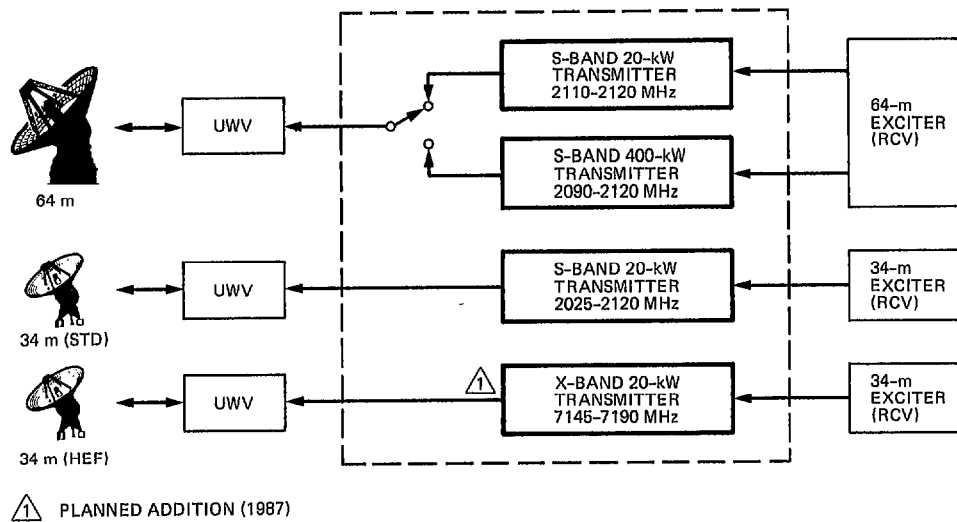 S-BAND 20-kW
TRANSMITTER
2110-2120 MHz
64-m
EXCITER
(RCV)
UWV
64 m
S-BAND 400-kW
TRANSMITTER
2090-2120 MHz
S-BAND 20-kW
TRANSMITTER
2025-2120 MHz
34-m
EXCITER
(RCV)
UWV
34 m (STD)
1
X-BAND 20-kW
TRANSMITTER
7145-7190 MHz
34-m
EXCITER
(RCV)
UWV
34 m (HEF)
1 PLANNED ADDITION (1987)